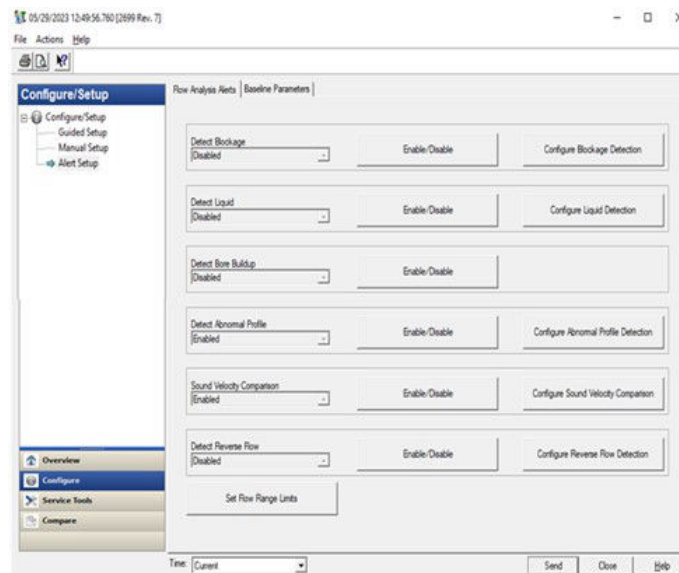 05/29/2023 12:49:56.760 [2699 Rev. 7]
File Actions Help
Configure/Setup
Configure/Setup
Guided Setup
Manual Setup
Alert Setup
Overview
Configure
Service Tools
Compare
Flow Analysis Alerts
Baseline Parameters
Detect Blockage
Disabled
Enable/Disable
Configure Blockage Detection
Detect Liquid
Disabled
Enable/Disable
Configure Liquid Detection
Detect Bore Buildup
Disabled
Enable/Disable
Detect Abnormal Profile
Enabled
Enable/Disable
Configure Abnormal Profile Detection
Sound Velocity Comparison
Enabled
Enable/Disable
Configure Sound Velocity Comparison
Detect Reverse Flow
Disabled
Enable/Disable
Configure Reverse Flow Detection
Set Flow Range Limits
Time: Current
Send
Close
Help